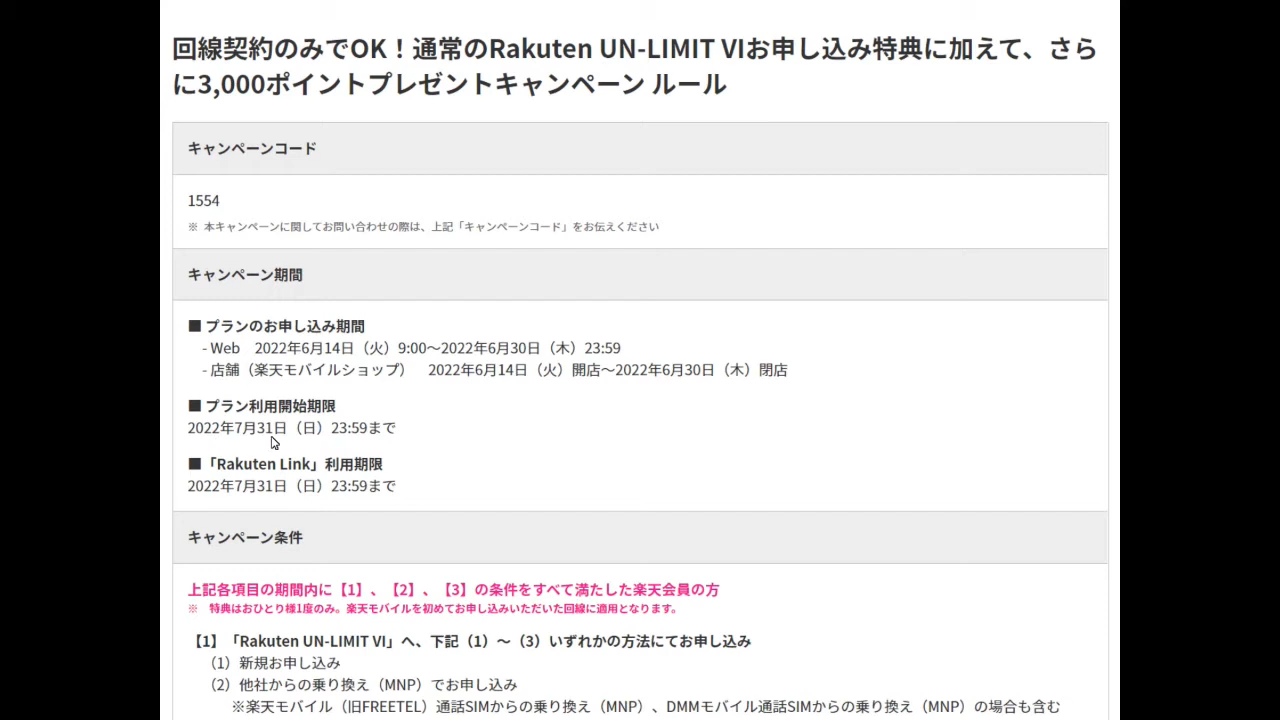 回線契約のみでOK！通常のRakuten UN-LIMIT VIお申し込み特典に加えて、さら
に3,000ポイントプレゼントキャンペーン ルール
キャンペーンコード
1554
※ 本キャンペーンに関してお問い合わせの際は、上記「キャンペーンコード」をお伝えください
キャンペーン期間
■ プランのお申し込み期間
- Web　2022年6月14日（火）9:00～2022年6月30日（木）23:59
- 店舗（楽天モバイルショップ）　2022年6月14日（火）開店～2022年6月30日（木）閉店
■ プラン利用開始期限
2022年7月31日（日）23:59まで
■「Rakuten Link」利用期限
2022年7月31日（日）23:59まで
キャンペーン条件
上記各項目の期間内に【1】、【2】、【3】の条件をすべて満たした楽天会員の方
※　特典はおひとり様1度のみ。楽天モバイルを初めてお申し込みいただいた回線に適用となります。
【1】「Rakuten UN-LIMIT VI」へ、下記（1）～（3）いずれかの方法にてお申し込み
（1）新規お申し込み
（2）他社からの乗り換え（MNP）でお申し込み
※楽天モバイル（旧FREETEL）通話SIMからの乗り換え（MNP）、DMMモバイル通話SIMからの乗り換え（MNP）の場合も含む